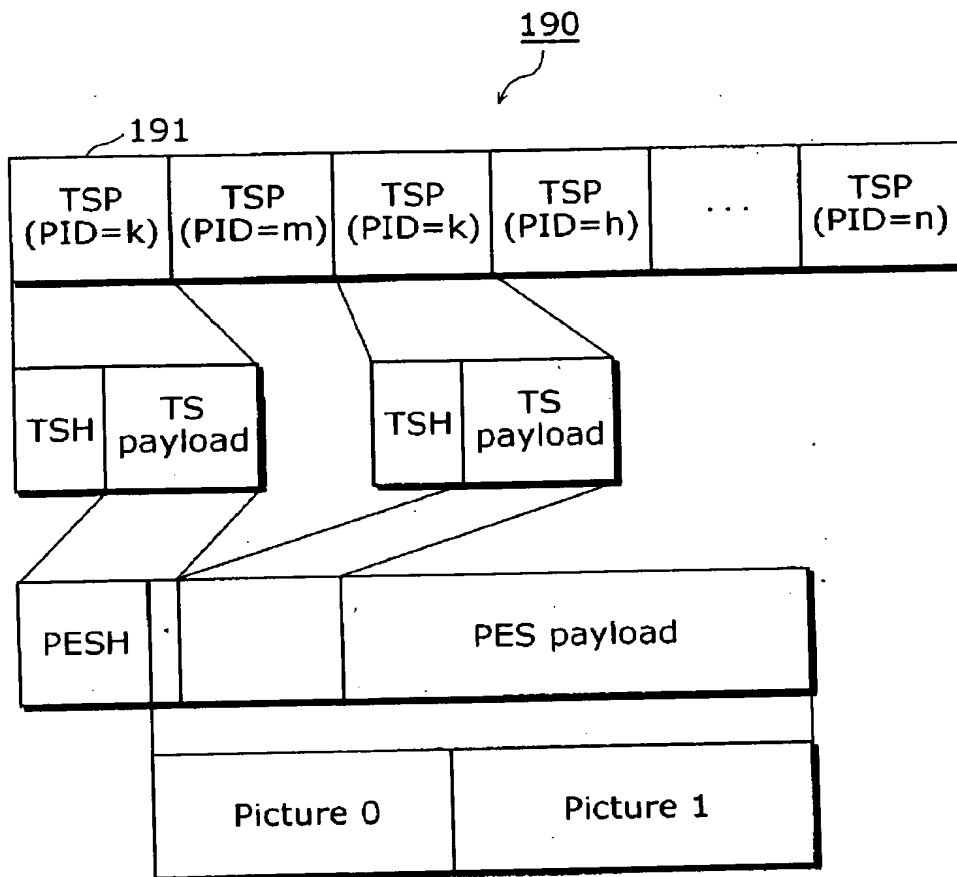 190
191
TSP
(PID=k)
TSP
(PID=m)
TSP
(PID=k)
TSP
(PID=h)
...
TSP
(PID=n)
TSH
TS
payload
TSH
TS
payload
PESH
PES payload
Picture 0
Picture 1